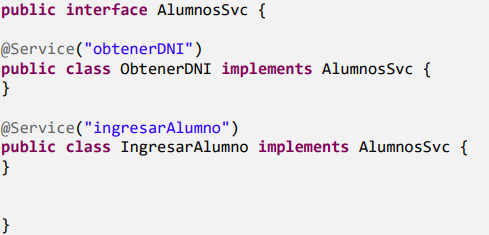 public interface AlumnosSvc {
@Service("obtenerDNI")
public class ObtenerDNI implements AlumnosSvc {
}
@Service("ingresarAlumno")
public class IngresarAlumno implements AlumnosSvc {
}
}